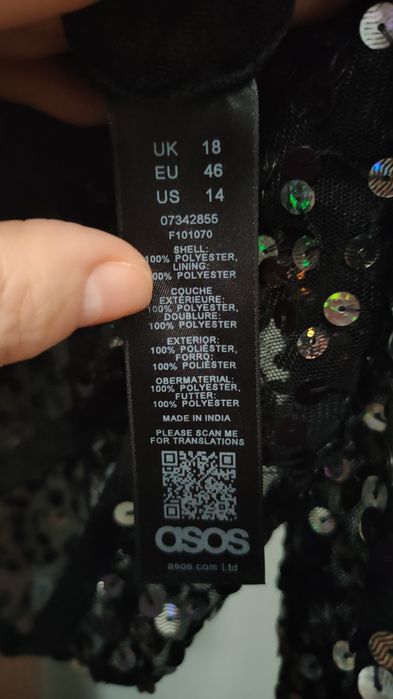 UK 18
EU 46
US 14
07342855
F101070
SHELL:
100% POLYESTER,
LINING:
100% POLYESTER
COUCHE
EXTÉRIEURE:
100% POLYESTER,
DOUBLURE:
100% POLYESTER
EXTERIOR:
100% POLIÉSTER,
FORRO:
100% POLIÉSTER
OBERMATERIAL:
100% POLYESTER,
FUTTER:
100% POLYESTER
MADE IN INDIA
PLEASE SCAN ME
FOR TRANSLATIONS
asos
asos.com Ltd